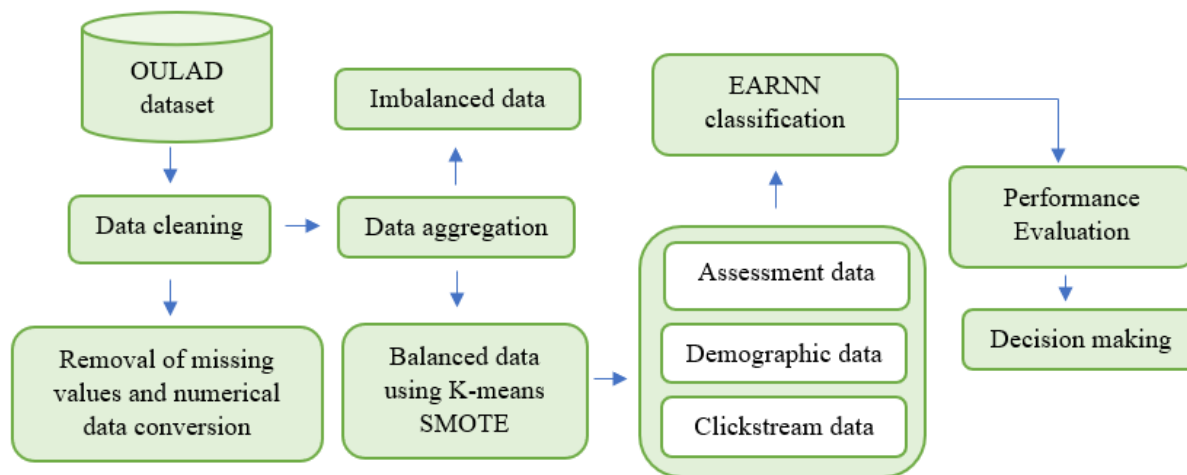 OULAD
dataset
Imbalanced data
EARNN
classification
Data cleaning
Data aggregation
Performance
Evaluation
Assessment data
Removal of missing
values and numerical
data conversion
Balanced data
using K-means
SMOTE
Demographic data
Clickstream data
Decision making